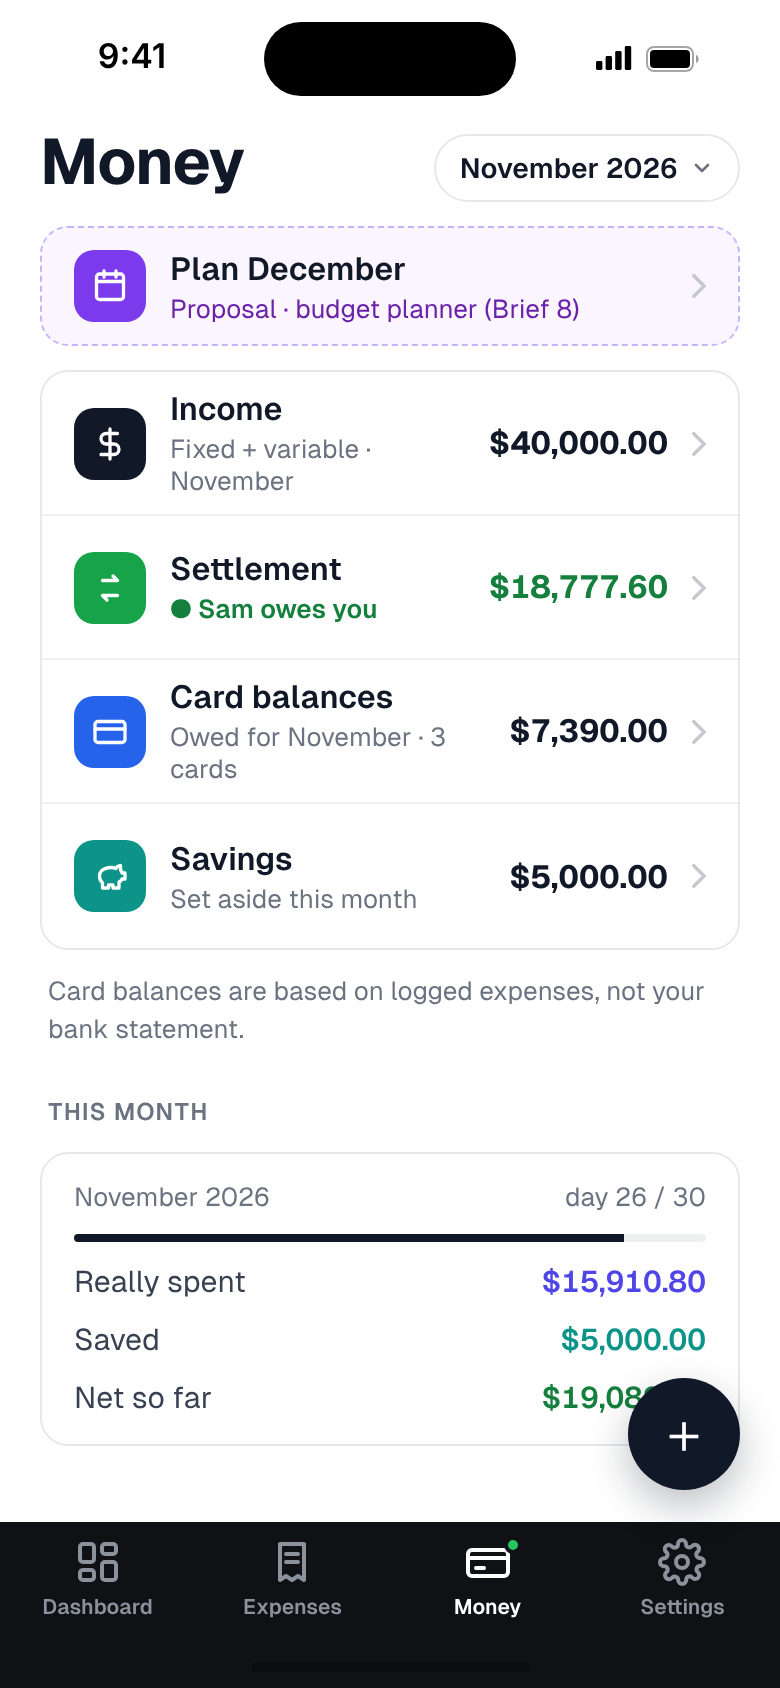 9:41
Money
November 2026
Plan December
Proposal · budget planner (Brief 8)
Income
Fixed + variable ·
November
$40,000.00
Settlement
Sam owes you
$18,777.60
Card balances
Owed for November · 3
cards
$7,390.00
Savings
Set aside this month
$5,000.00
Card balances are based on logged expenses, not your
bank statement.
THIS MONTH
November 2026
day 26 / 30
Really spent
$15,910.80
Saved
$5,000.00
Net so far
$19,08
Dashboard
Expenses
Money
Settings